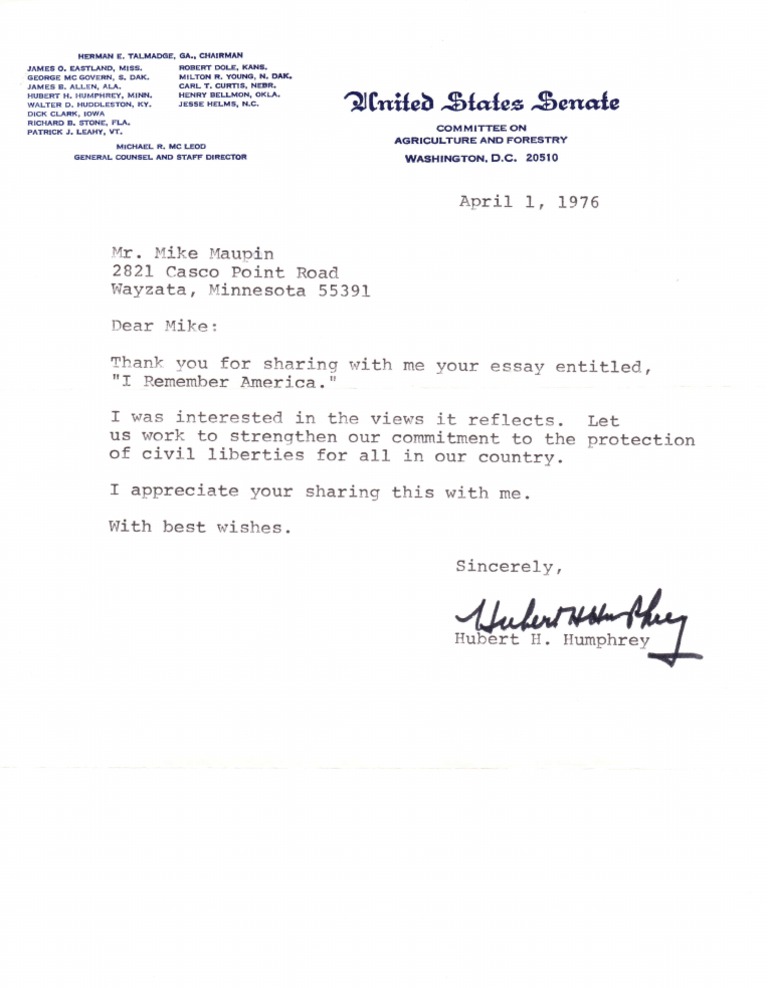 HERMAN E. TALMADGE, GA., CHAIRMAN
JAMES O. EASTLAND, MISS.
GEORGE MC GOVERN, S. DAK.
JAMES B. ALLEN, ALA.
HUBERT H. HUMPHREY, MINN.
WALTER D. HUDDLESTON, KY.
DICK CLARK, IOWA
RICHARD B. STONE, FLA.
PATRICK J. LEAHY, VT.
ROBERT DOLE, KANS.
MILTON R. YOUNG, N. DAK.
CARL T. CURTIS, NEBR.
HENRY BELLMON, OKLA.
JESSE HELMS, N.C.
MICHAEL R. MC LEOD
GENERAL COUNSEL AND STAFF DIRECTOR
United States Senate
COMMITTEE ON
AGRICULTURE AND FORESTRY
WASHINGTON, D.C. 20510
April 1, 1976
Mr. Mike Maupin
2821 Casco Point Road
Wayzata, Minnesota 55391
Dear Mike:
Thank you for sharing with me your essay entitled,
"I Remember America."
I was interested in the views it reflects. Let
us work to strengthen our commitment to the protection
of civil liberties for all in our country.
I appreciate your sharing this with me.
With best wishes.
Sincerely,
Hubert H Humphrey
Hubert H. Humphrey